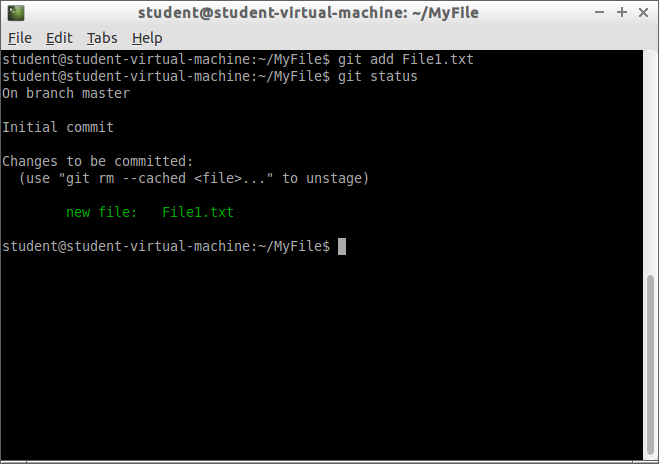 student@student-virtual-machine: ~/MyFile
File Edit Tabs Help
student@student-virtual-machine:~/MyFile$ git add File1.txt
student@student-virtual-machine:~/MyFile$ git status
On branch master
Initial commit
Changes to be committed:
  (use "git rm --cached <file>..." to unstage)
        new file:   File1.txt
student@student-virtual-machine:~/MyFile$